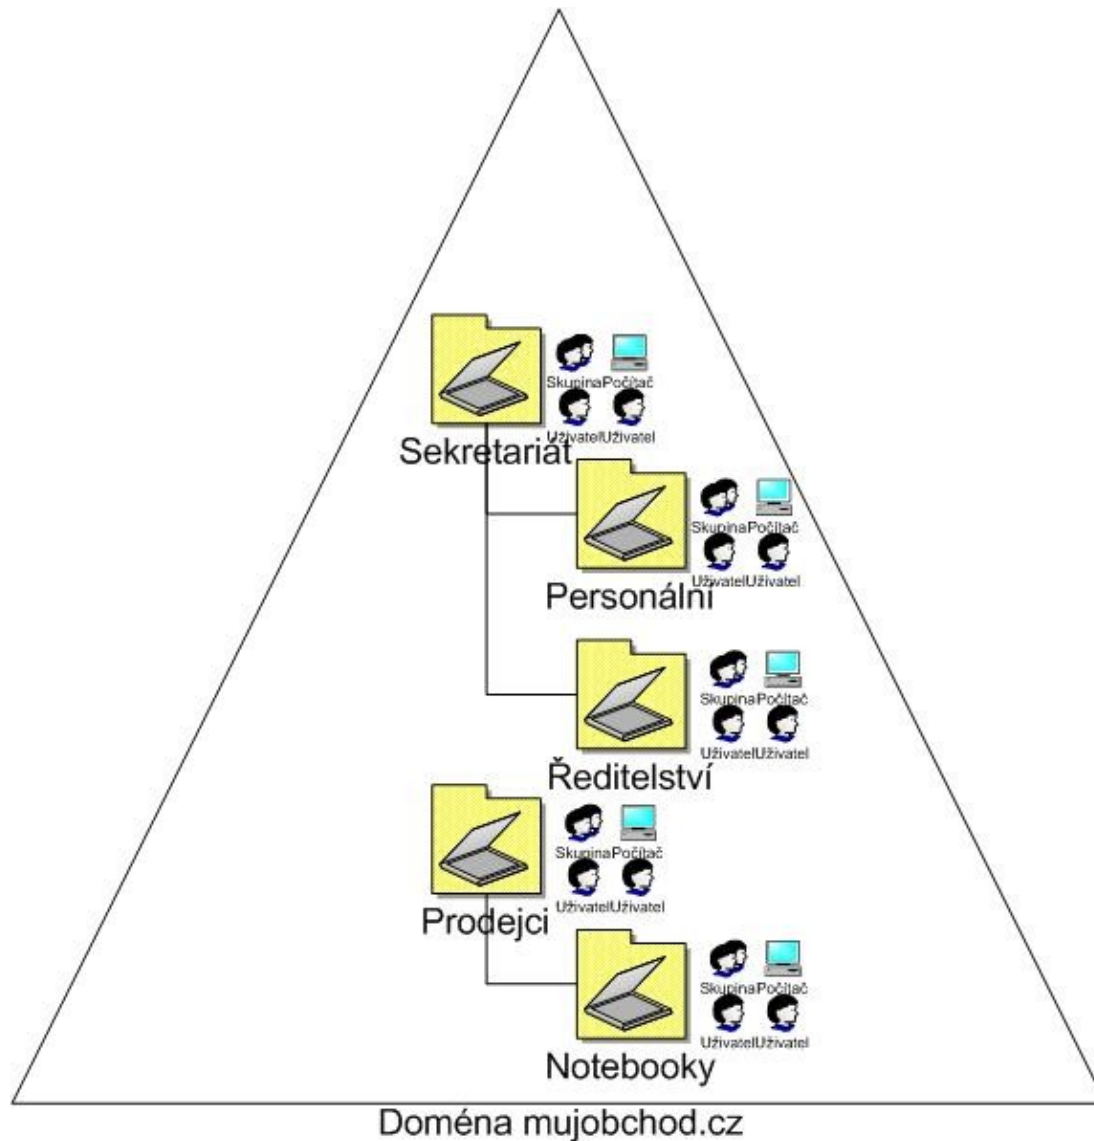 Skupina Počítač
Uživatel Uživatel
Sekretariát
Skupina Počítač
Uživatel Uživatel
Personální
Skupina Počítač
Uživatel Uživatel
Ředitelství
Skupina Počítač
Uživatel Uživatel
Prodejci
Skupina Počítač
Uživatel Uživatel
Notebooky
Doména mujobchod.cz